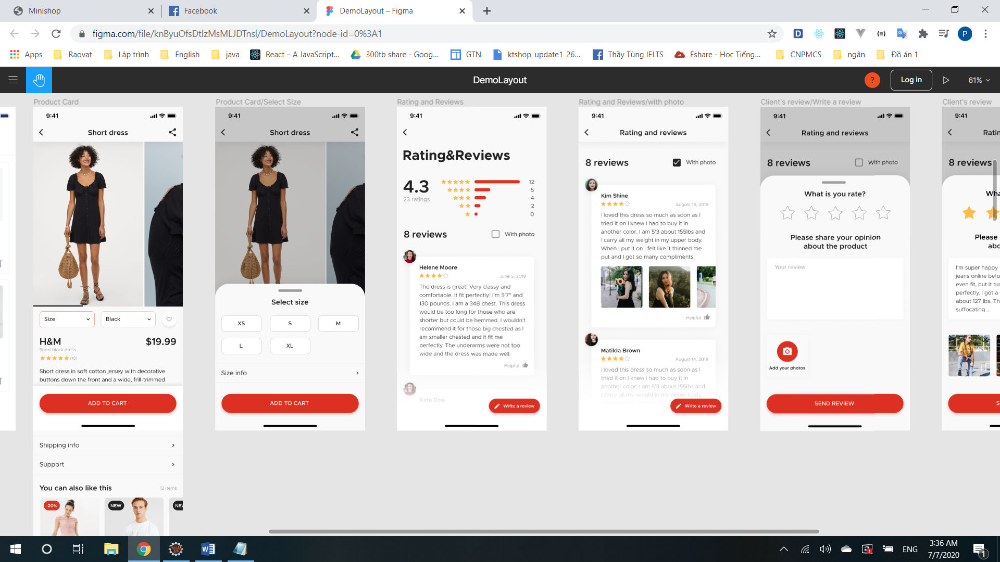 Minishop
Facebook
DemoLayout – Figma
figma.com/file/knByuOfsDtlzMsMLJDTnsl/DemoLayout?node-id=0%3A1
Apps
Raovat
Lập trình
English
java
React – A JavaScript...
300tb share - Goog...
GTN
ktshop_update1_26...
Thầy Tùng IELTS
Fshare - Học Tiếng...
CNPMCS
ngân
Đồ án 1
DemoLayout
?
Log in
61%
Product Card
9:41
Short dress
Size
Black
H&M
$19.99
Short black dress
(10)
Short dress in soft cotton jersey with decorative
buttons down the front and a wide, frill-trimmed
ADD TO CART
Shipping info
Support
You can also like this
12 items
-20%
NEW
NEW
Product Card/Select Size
9:41
Short dress
Select size
XS
S
M
L
XL
Size info
ADD TO CART
Rating and Reviews
9:41
Rating&Reviews
4.3
23 ratings
12
5
4
2
0
8 reviews
With photo
Helene Moore
June 5, 2019
The dress is great! Very classy and
comfortable. It fit perfectly! I'm 5'7" and
130 pounds. I am a 34B chest. This dress
would be too long for those who are
shorter but could be hemmed. I wouldn't
recommend it for those big chested as I
am smaller chested and it fit me
perfectly. The underarms were not too
wide and the dress was made well.
Helpful
Kate Doe
Write a review
Rating and Reviews/with photo
9:41
Rating and reviews
8 reviews
With photo
Kim Shine
August 13, 2019
I loved this dress so much as soon as I
tried it on I knew I had to buy it in
another color. I am 5'3 about 155lbs and
I carry all my weight in my upper body.
When I put it on I felt like it thinned me
put and I got so many compliments.
Helpful
Matilda Brown
August 14, 2019
I loved this dress so much as soon as I
tried it on I knew I had to buy it in
another color. I am 5'3 about 155lbs and
I carry all my weight in my upper body.
Write a review
Client's review/Write a review
9:41
Rating and reviews
8 reviews
With photo
What is you rate?
Please share your opinion
about the product
Your review
Add your photos
SEND REVIEW
Client's review
9:41
Ratin
8 reviews
Wha
Please
abo
I'm super happy
jeans online befo
even fit, but it tur
perfectly. I got a
about 127 lbs. Th
suffocating ...
S
P
ENG
3:36 AM
7/7/2020
1